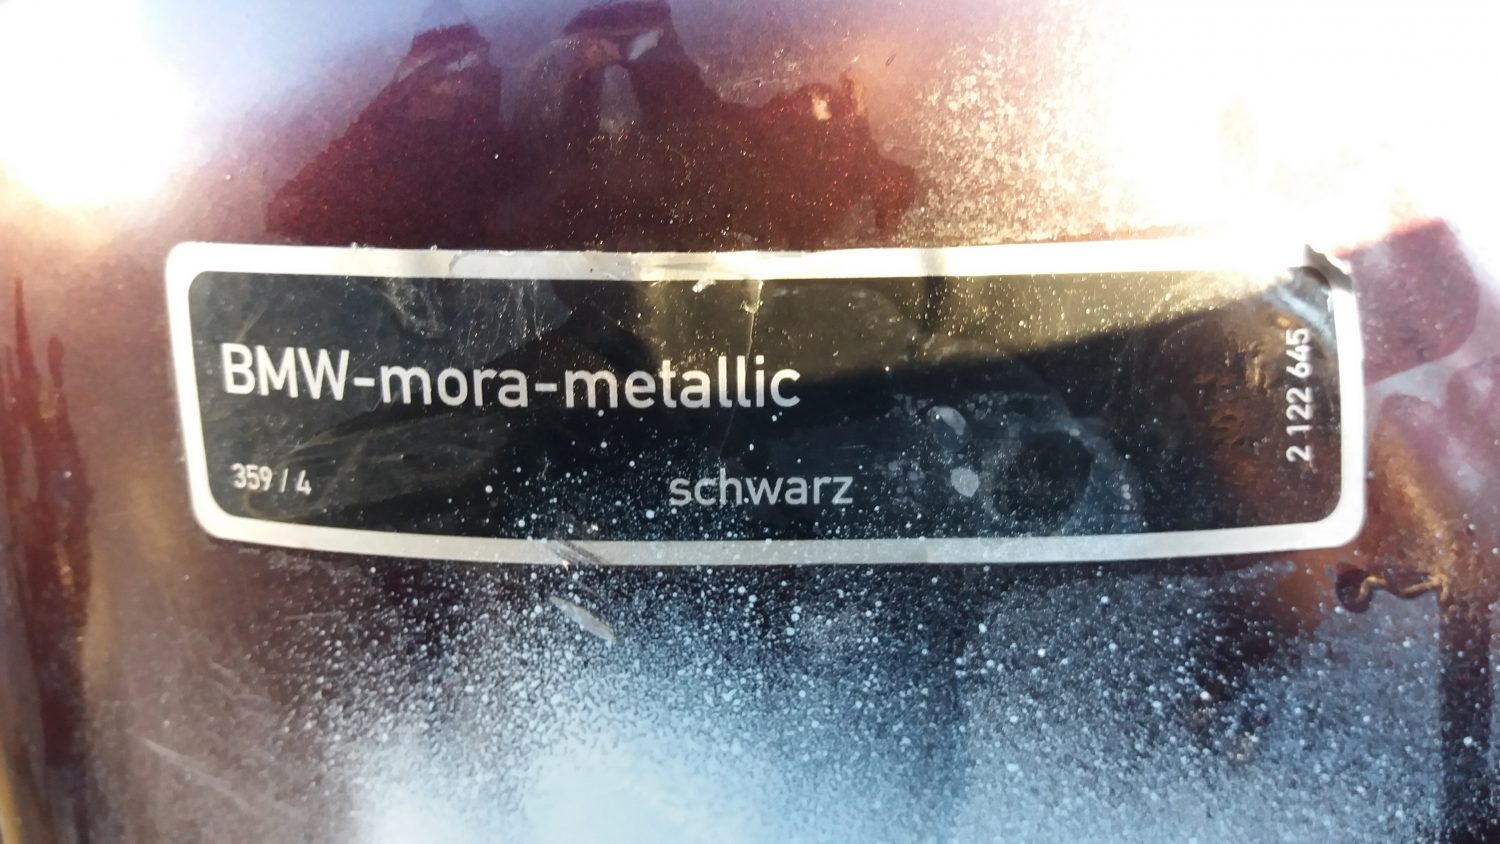 BMW-mora-metallic
359 / 4
schwarz
2 122 645